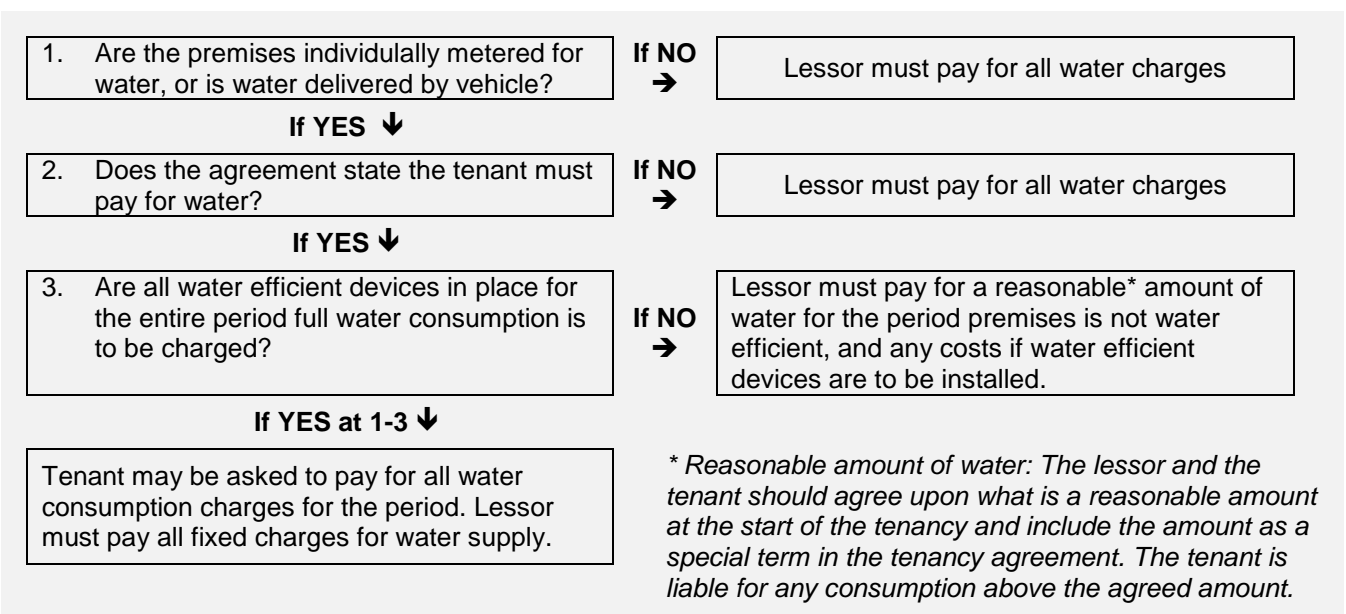 1. Are the premises individulally metered for
water, or is water delivered by vehicle?
If NO
➔
Lessor must pay for all water charges
If YES 🡻
2. Does the agreement state the tenant must
pay for water?
If NO
➔
Lessor must pay for all water charges
If YES 🡻
3. Are all water efficient devices in place for
the entire period full water consumption is
to be charged?
If NO
➔
Lessor must pay for a reasonable* amount of
water for the period premises is not water
efficient, and any costs if water efficient
devices are to be installed.
If YES at 1-3 🡻
Tenant may be asked to pay for all water
consumption charges for the period. Lessor
must pay all fixed charges for water supply.
* Reasonable amount of water: The lessor and the
tenant should agree upon what is a reasonable amount
at the start of the tenancy and include the amount as a
special term in the tenancy agreement. The tenant is
liable for any consumption above the agreed amount.